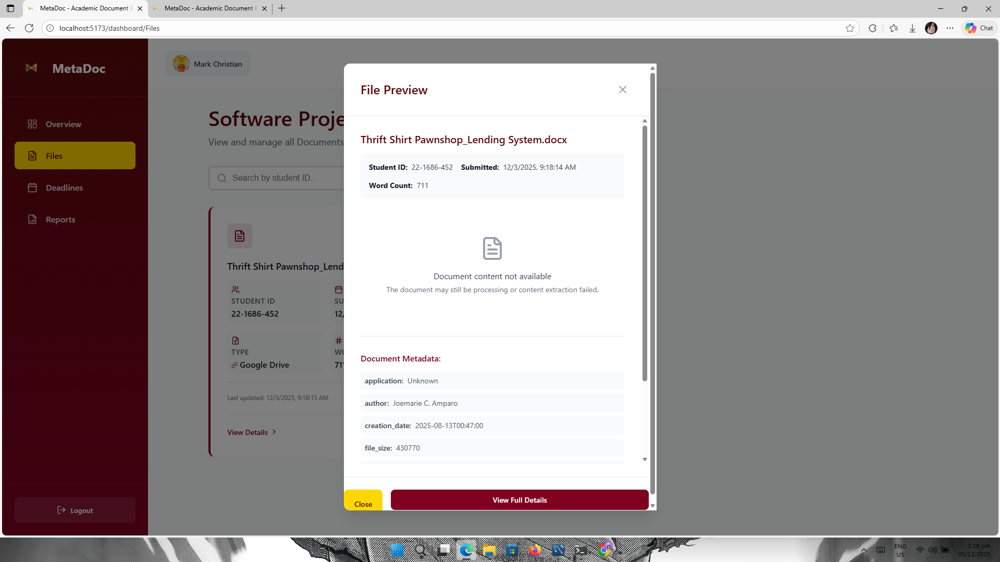 MetaDoc - Academic Document E
MetaDoc - Academic Document E
localhost:5173/dashboard/Files
Chat
MetaDoc
Mark Christian
Overview
Files
Deadlines
Reports
Logout
Software Proje
View and manage all Documents
Search by student ID...
Thrift Shirt Pawnshop_Lend
STUDENT ID
22-1686-452
SU
12/
TYPE
Google Drive
WO
711
Last updated: 12/3/2025, 9:18:15 AM
View Details
File Preview
Thrift Shirt Pawnshop_Lending System.docx
Student ID: 22-1686-452 Submitted: 12/3/2025, 9:18:14 AM
Word Count: 711
Document content not available
The document may still be processing or content extraction failed.
Document Metadata:
application: Unknown
author: Joemarie C. Amparo
creation_date: 2025-08-13T00:47:00
file_size: 430770
Close
View Full Details
ENG
US
5:18 pm
03/12/2025